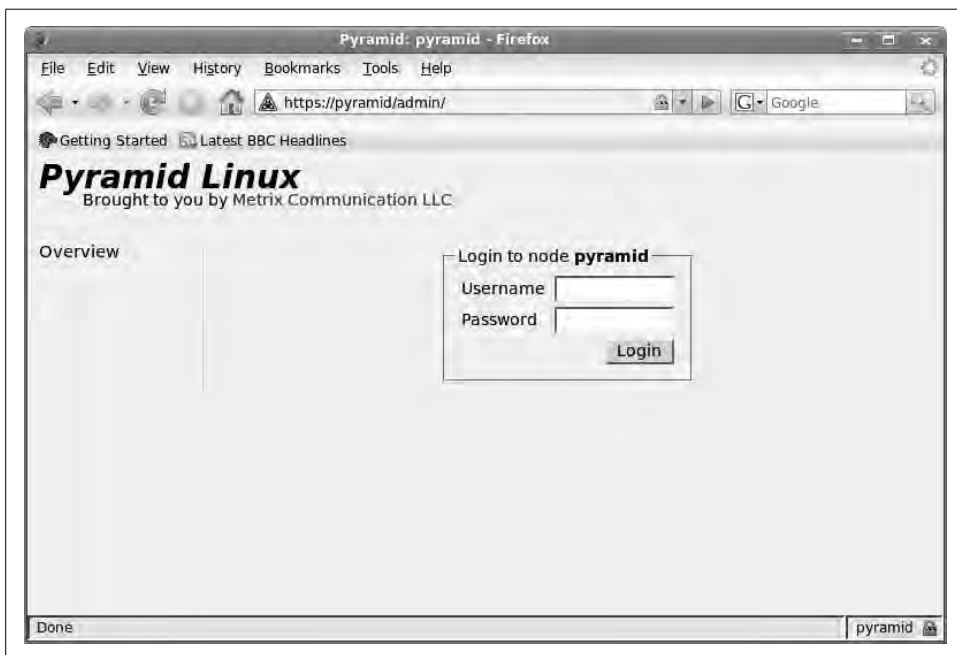 Pyramid: pyramid - Firefox
File Edit View History Bookmarks Tools Help
https://pyramid/admin/
G Google
Getting Started Latest BBC Headlines
Pyramid Linux
Brought to you by Metrix Communication LLC
Overview
Login to node pyramid
Username
Password
Login
Done
pyramid